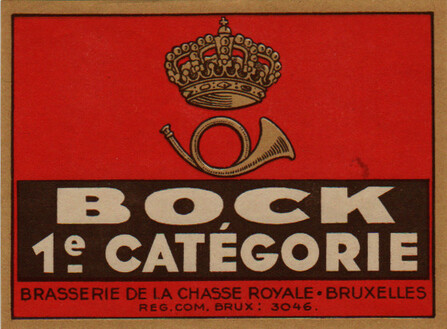 BOCK
1e CATÉGORIE
BRASSERIE DE LA CHASSE ROYALE • BRUXELLES
REG. COM. BRUX : 3046.